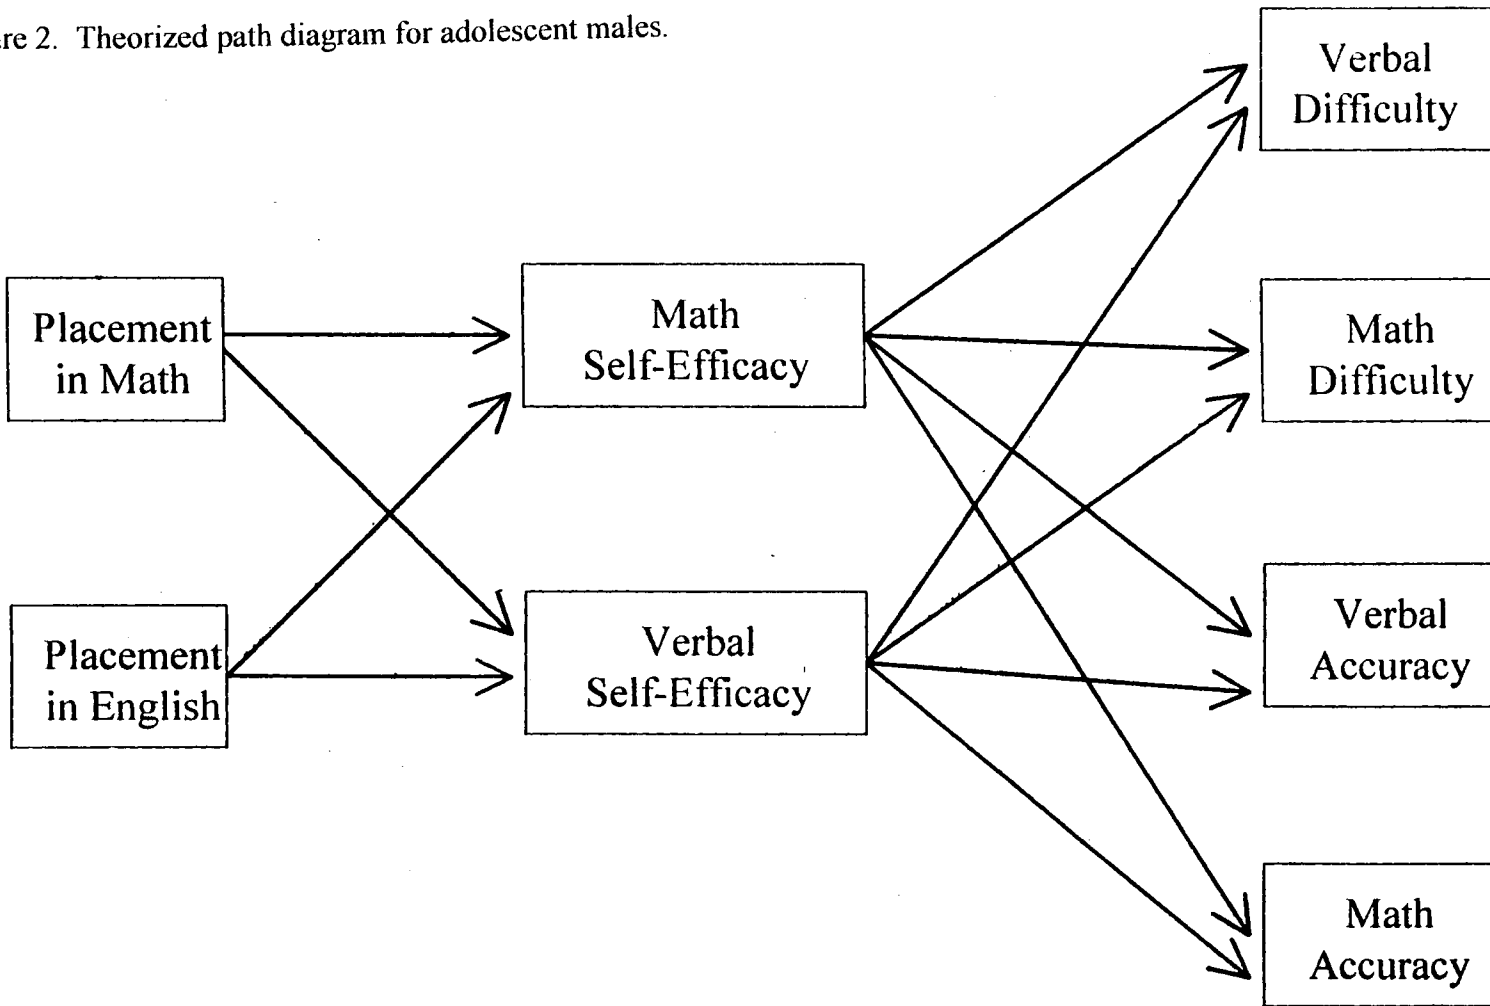 re 2. Theorized path diagram for adolescent males.
Verbal
Difficulty
Placement
in Math
Math
Self-Efficacy
Math
Difficulty
Placement
in English
Verbal
Self-Efficacy
Verbal
Accuracy
Math
Accuracy